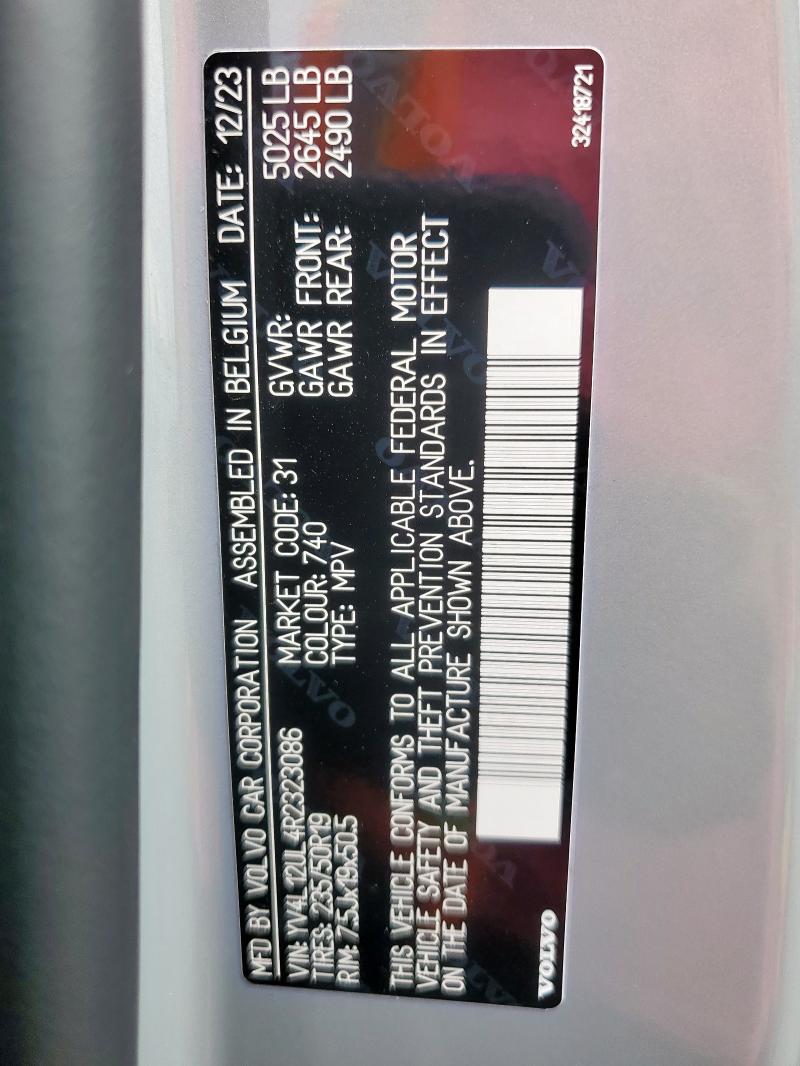 MFD BY VOLVO CAR CORPORATION ASSEMBLED IN BELGIUM DATE: 12/23
VIN: YV4L12UL4R2323086 MARKET CODE: 31 GVWR: 5025 LB
TIRES: 235/50R19 COLOUR: 740 GAWR FRONT: 2645 LB
RIM: 7.5Jx19x50.5 TYPE: MPV GAWR REAR: 2490 LB
THIS VEHICLE CONFORMS TO ALL APPLICABLE FEDERAL MOTOR
VEHICLE SAFETY AND THEFT PREVENTION STANDARDS IN EFFECT
ON THE DATE OF MANUFACTURE SHOWN ABOVE.
VOLVO 32418721